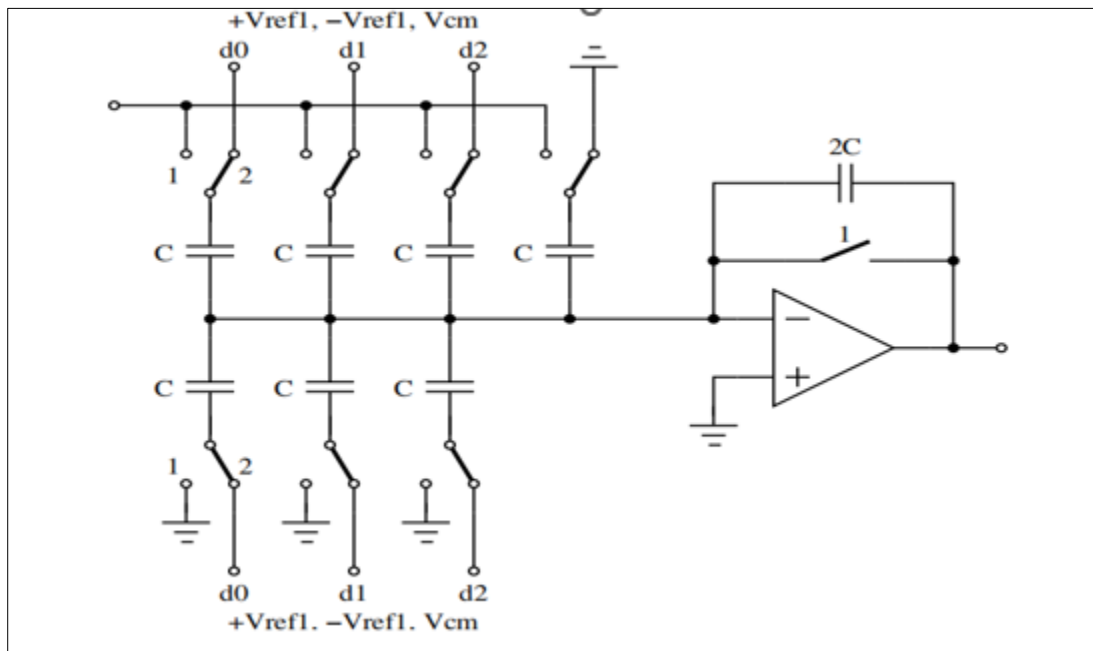 +Vref1, −Vref1, Vcm
d0 d1 d2
1 2
2C
1
C C C C
− 
+
C C C
1 2
d0 d1 d2
+Vref1. −Vref1. Vcm